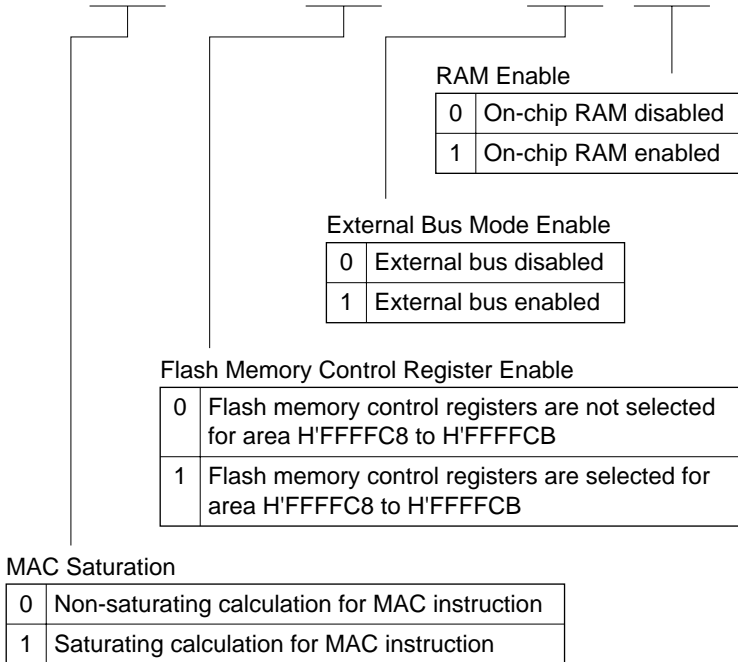 RAM Enable
0 On-chip RAM disabled
1 On-chip RAM enabled
External Bus Mode Enable
0 External bus disabled
1 External bus enabled
Flash Memory Control Register Enable
0 Flash memory control registers are not selected
for area H'FFFFC8 to H'FFFFCB
1 Flash memory control registers are selected for
area H'FFFFC8 to H'FFFFCB
MAC Saturation
0 Non-saturating calculation for MAC instruction
1 Saturating calculation for MAC instruction